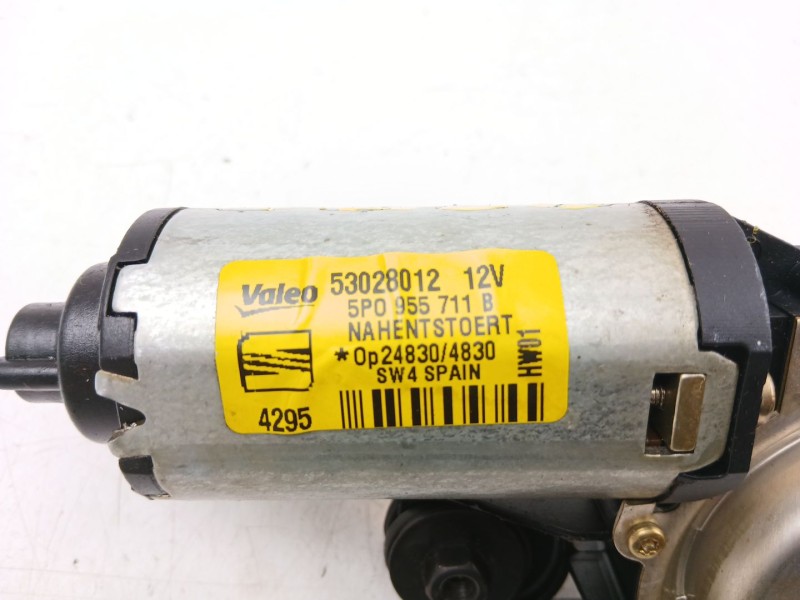 Valeo 53028012 12V
5P0 955 711 B
NAHENTSTOERT
*Op24830/4830
SW4 SPAIN
HW01
4295